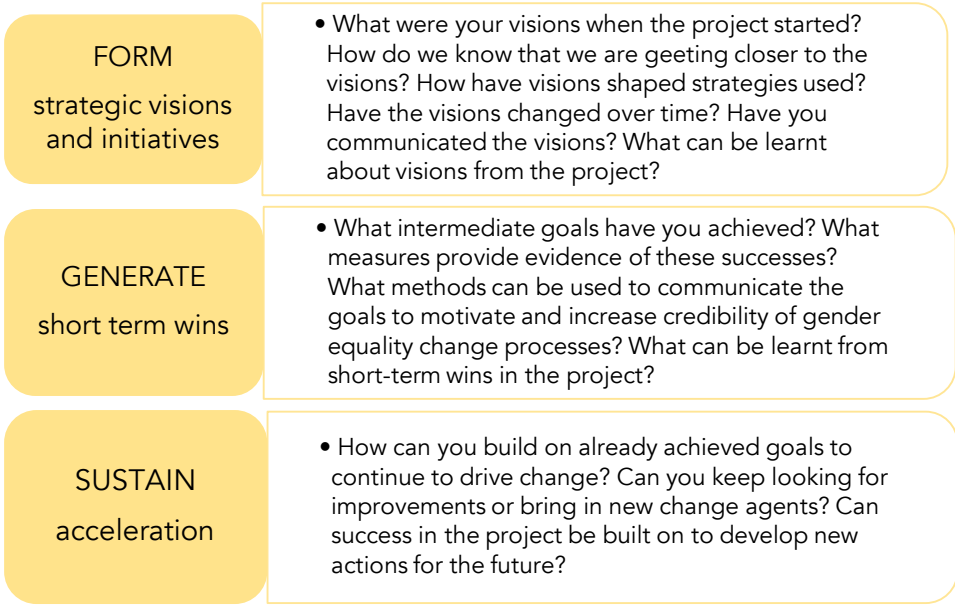 FORM
strategic visions
and initiatives
• What were your visions when the project started?
How do we know that we are geeting closer to the
visions? How have visions shaped strategies used?
Have the visions changed over time? Have you
communicated the visions? What can be learnt
about visions from the project?
GENERATE
short term wins
• What intermediate goals have you achieved? What
measures provide evidence of these successes?
What methods can be used to communicate the
goals to motivate and increase credibility of gender
equality change processes? What can be learnt from
short-term wins in the project?
SUSTAIN
acceleration
• How can you build on already achieved goals to
continue to drive change? Can you keep looking for
improvements or bring in new change agents? Can
success in the project be built on to develop new
actions for the future?